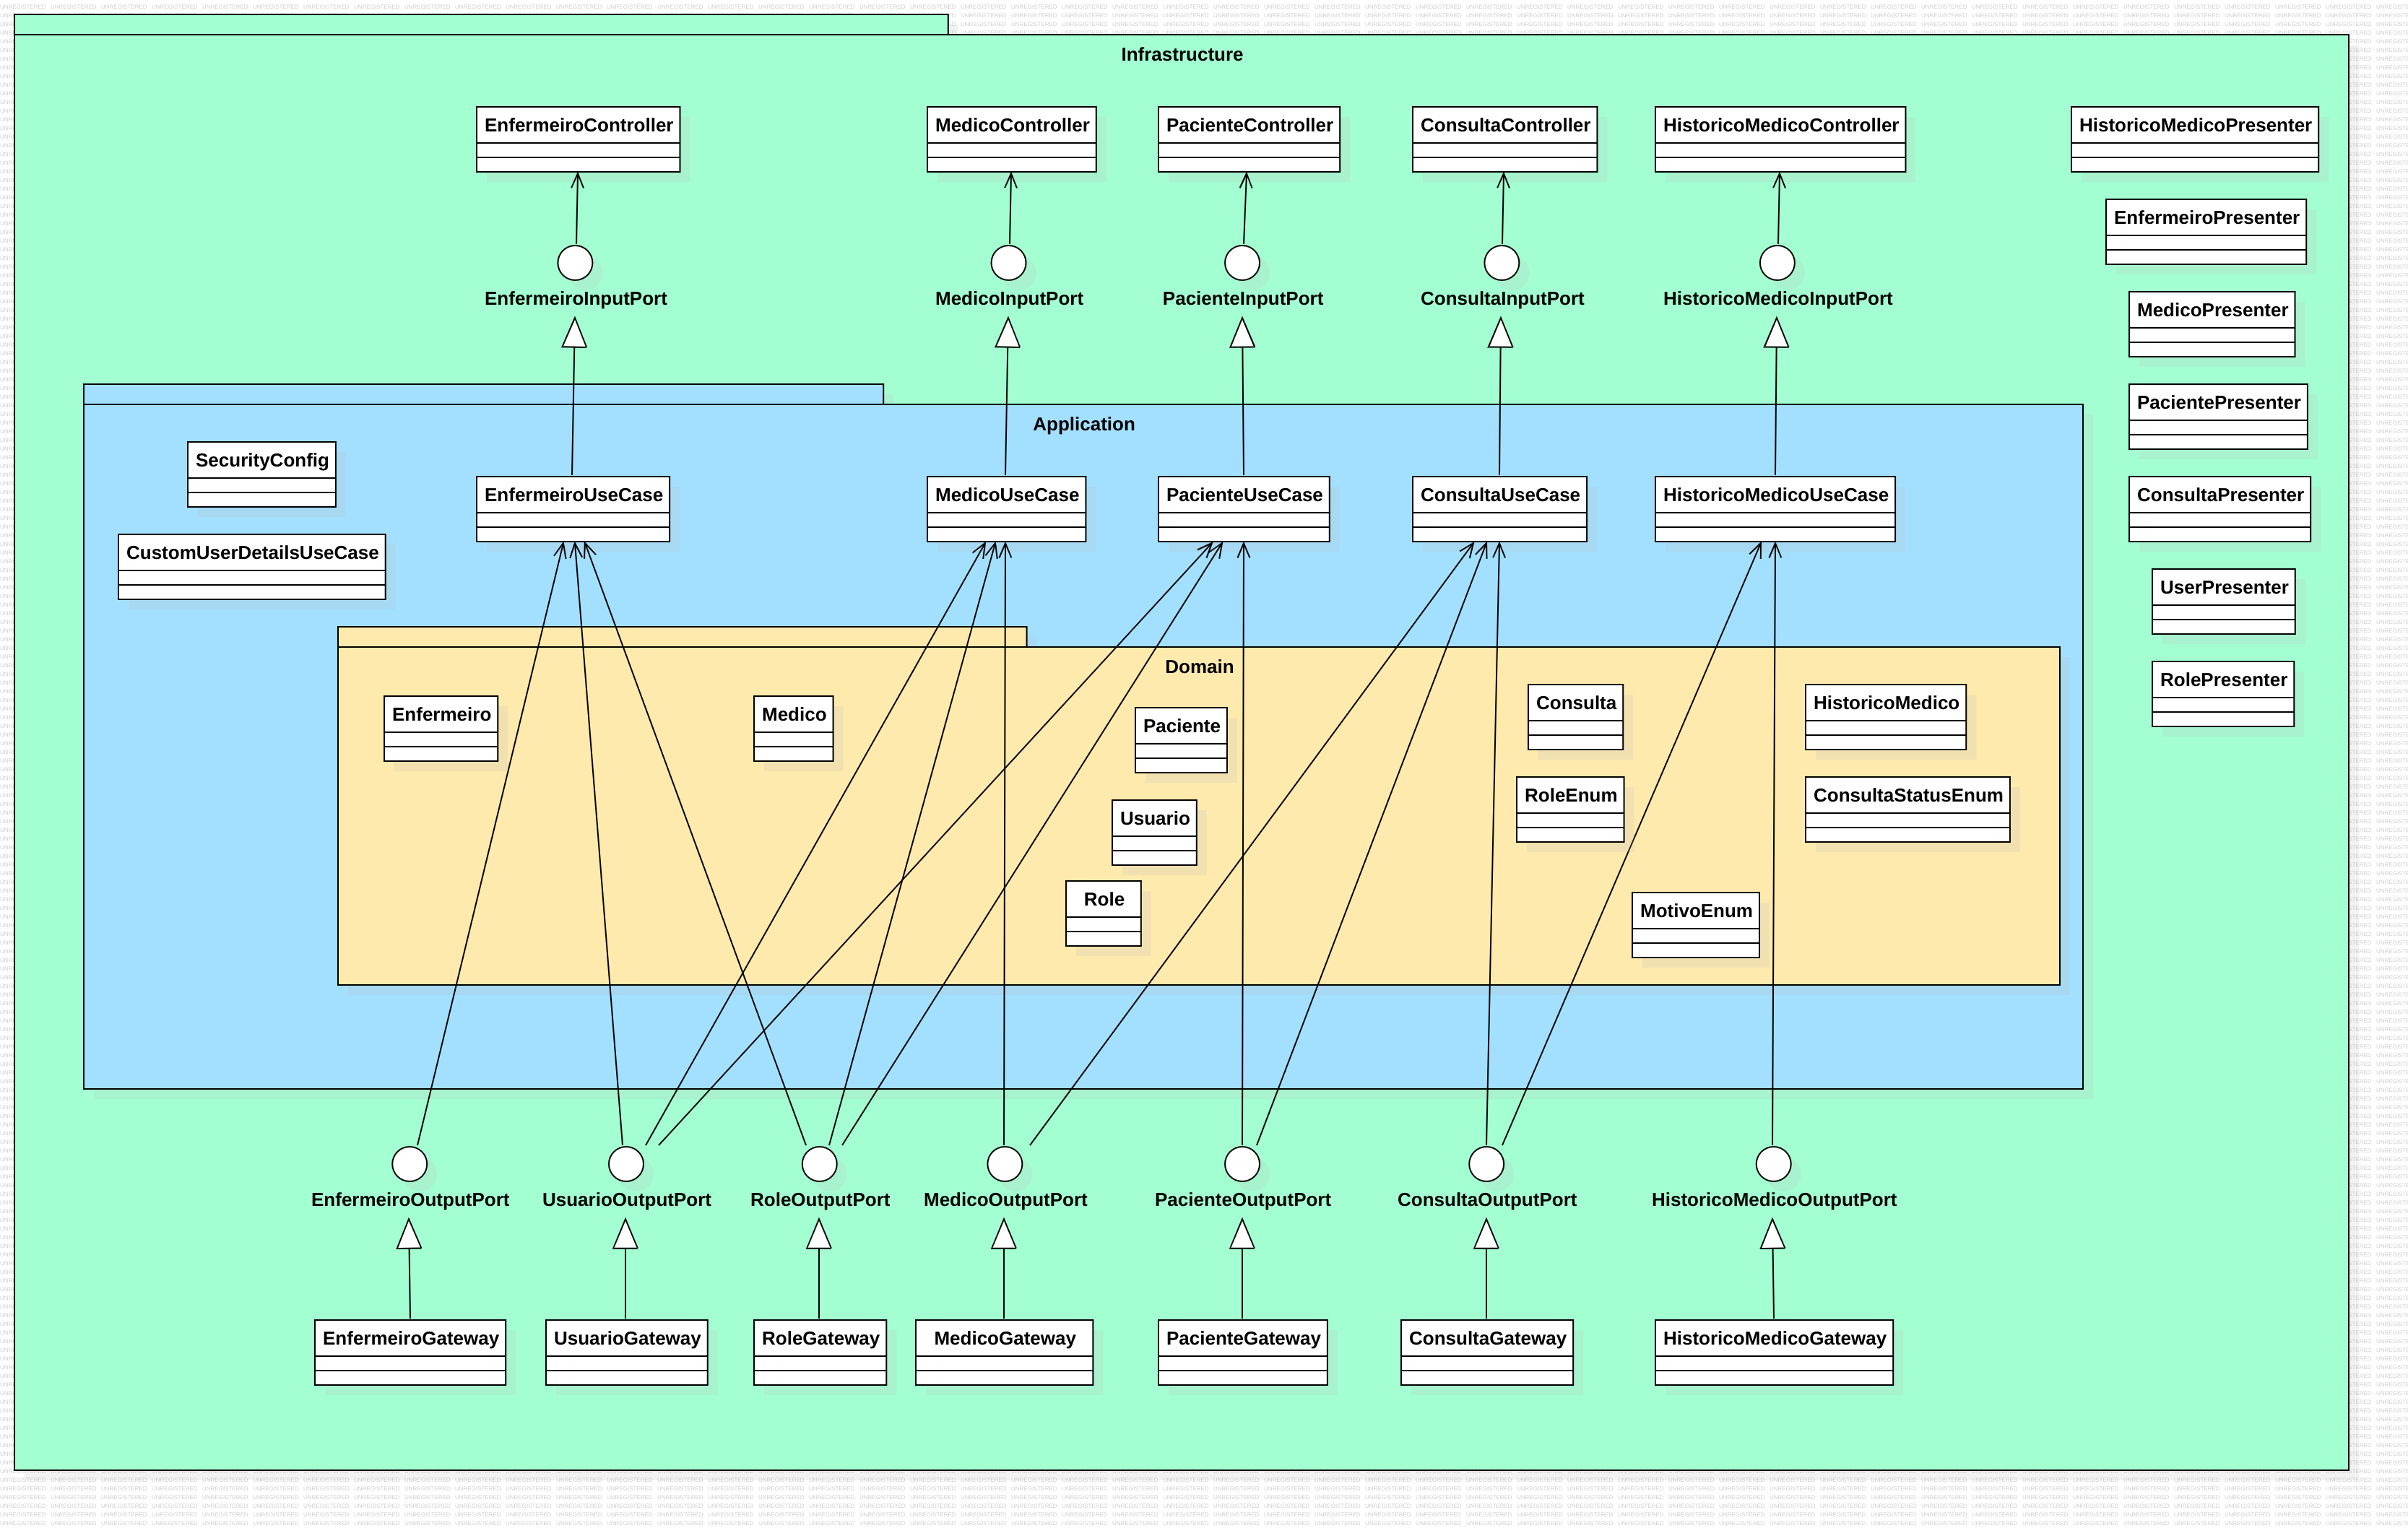 Infrastructure
EnfermeiroController
MedicoController
PacienteController
ConsultaController
HistoricoMedicoController
HistoricoMedicoPresenter
EnfermeiroPresenter
EnfermeiroInputPort
MedicoInputPort
PacienteInputPort
ConsultaInputPort
HistoricoMedicoInputPort
MedicoPresenter
PacientePresenter
Application
SecurityConfig
EnfermeiroUseCase
MedicoUseCase
PacienteUseCase
ConsultaUseCase
HistoricoMedicoUseCase
ConsultaPresenter
CustomUserDetailsUseCase
UserPresenter
Domain
RolePresenter
Enfermeiro
Medico
Paciente
Consulta
HistoricoMedico
Usuario
RoleEnum
ConsultaStatusEnum
Role
MotivoEnum
EnfermeiroOutputPort
UsuarioOutputPort
RoleOutputPort
MedicoOutputPort
PacienteOutputPort
ConsultaOutputPort
HistoricoMedicoOutputPort
EnfermeiroGateway
UsuarioGateway
RoleGateway
MedicoGateway
PacienteGateway
ConsultaGateway
HistoricoMedicoGateway
UNREGISTERED